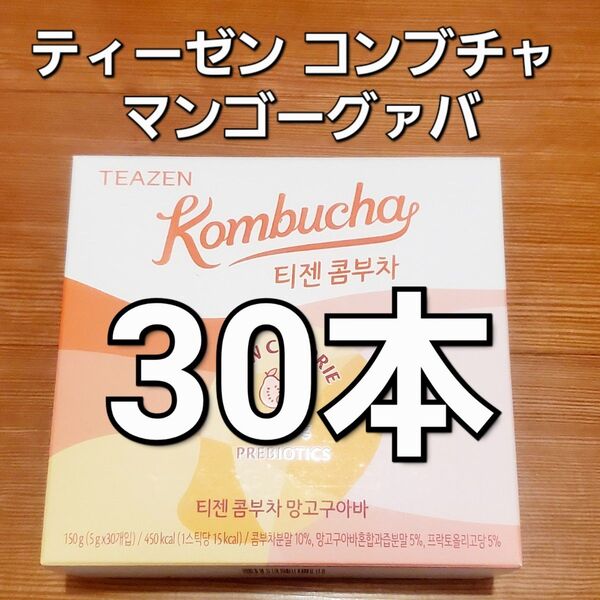 ティーゼン コンブチャ
マンゴーグァバ
TEAZEN
Kombucha
티젠 콤부차
30本
PREBIOTICS
티젠 콤부차 망고구아바
150g (5g x 30개입) / 450 kcal (1스틱당 15 kcal) / 콤부차분말 10%, 망고구아바혼합과즙분말 5%, 프락토올리고당 5%